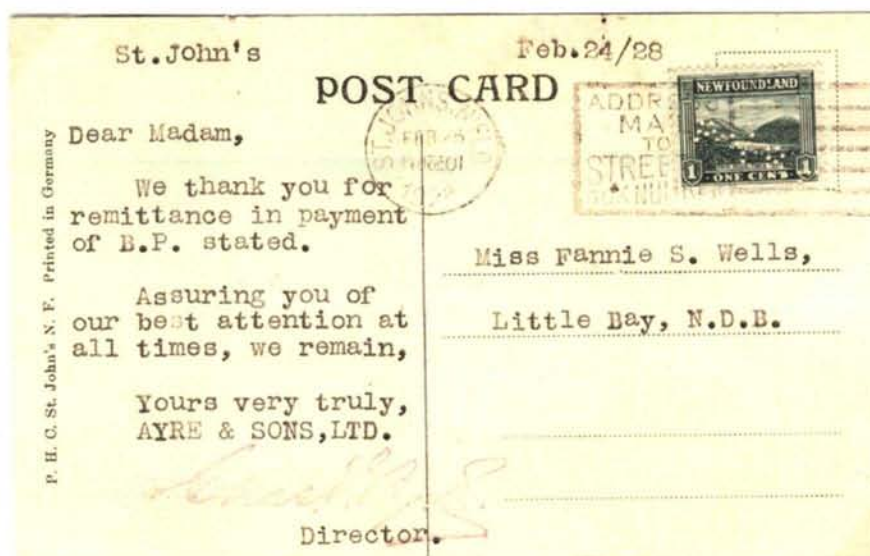 St.John's Feb.24/28
POST CARD
Dear Madam,
We thank you for
remittance in payment
of B.P. stated.
Assuring you of
our best attention at
all times, we remain,
Yours very truly,
AYRE & SONS,LTD.
Director.
P. H. C. St. John's N. F. Printed in Germany
NEWFOUNDLAND
1 ONE CENT 1
TO
STREET
Miss Fannie S. Wells,
Little Bay, N.D.B.